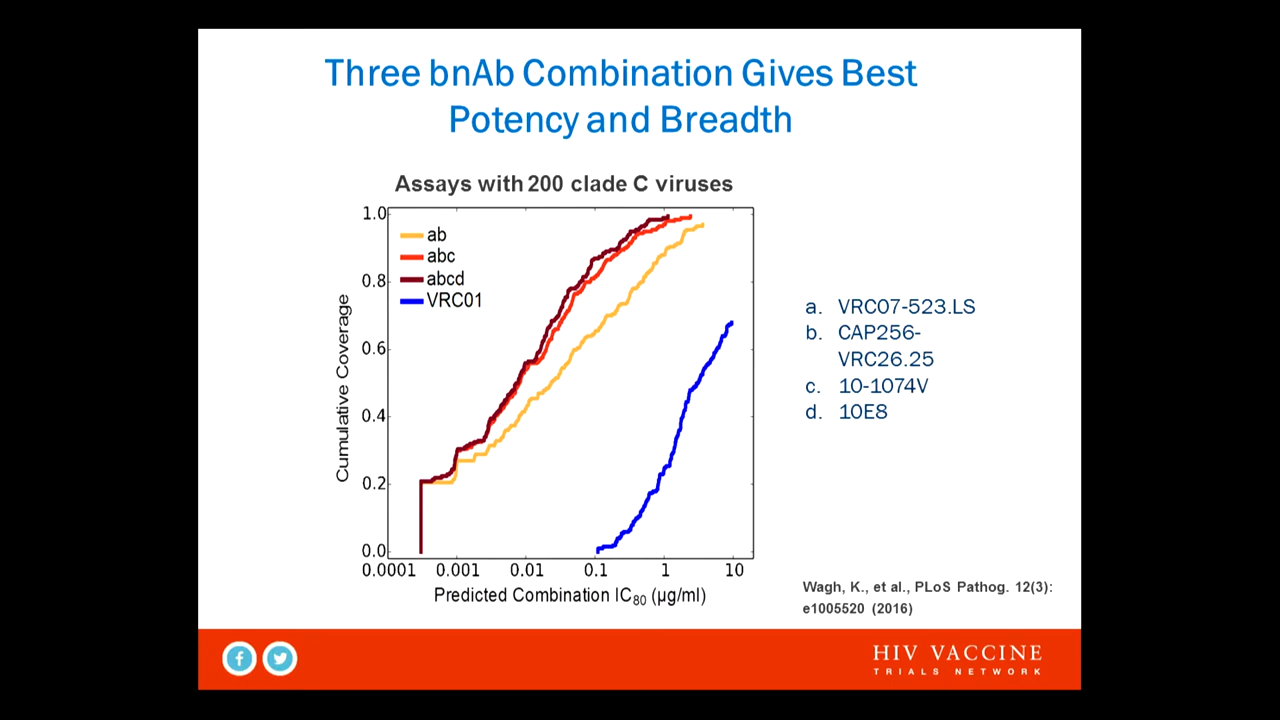 Three bnAb Combination Gives Best
Potency and Breadth
Assays with 200 clade C viruses
1.0
0.8
0.6
0.4
0.2
0.0
Cumulative Coverage
ab
abc
abcd
VRC01
0.0001 0.001 0.01 0.1 1 10
Predicted Combination IC80 (µg/ml)
a. VRC07-523.LS
b. CAP256-
VRC26.25
c. 10-1074V
d. 10E8
Wagh, K., et al., PLoS Pathog. 12(3):
e1005520 (2016)
f
HIV VACCINE
TRIALS NETWORK